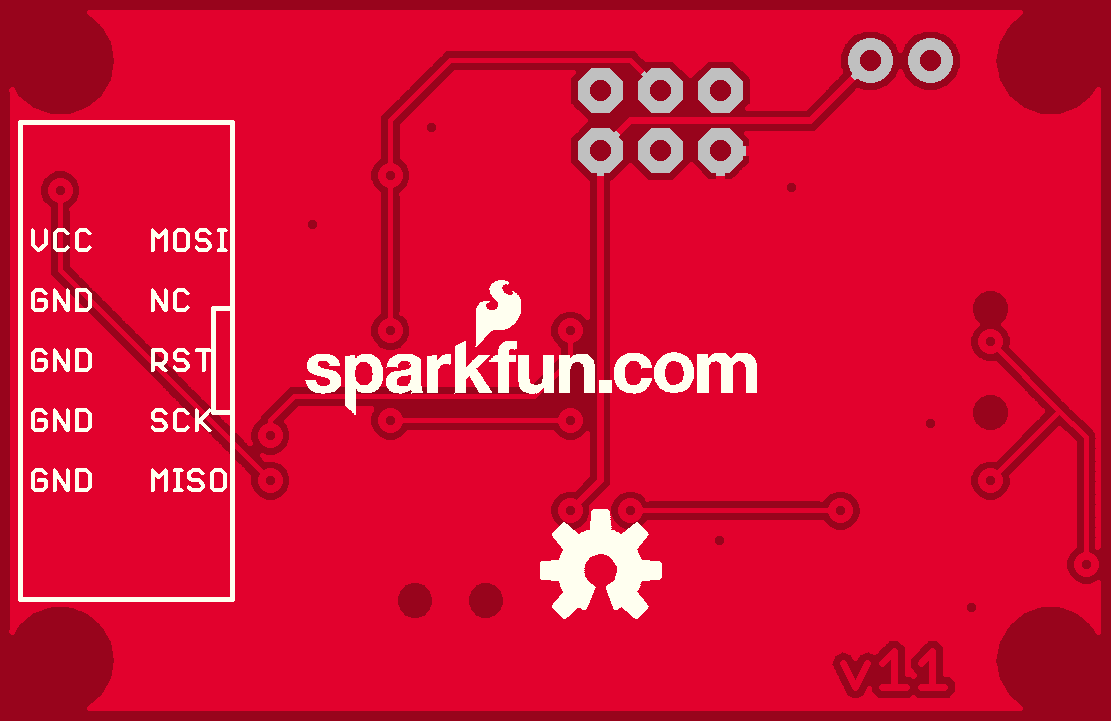 VCC MOSI
GND NC
GND RST
GND SCK
GND MISO
sparkfun.com
v11